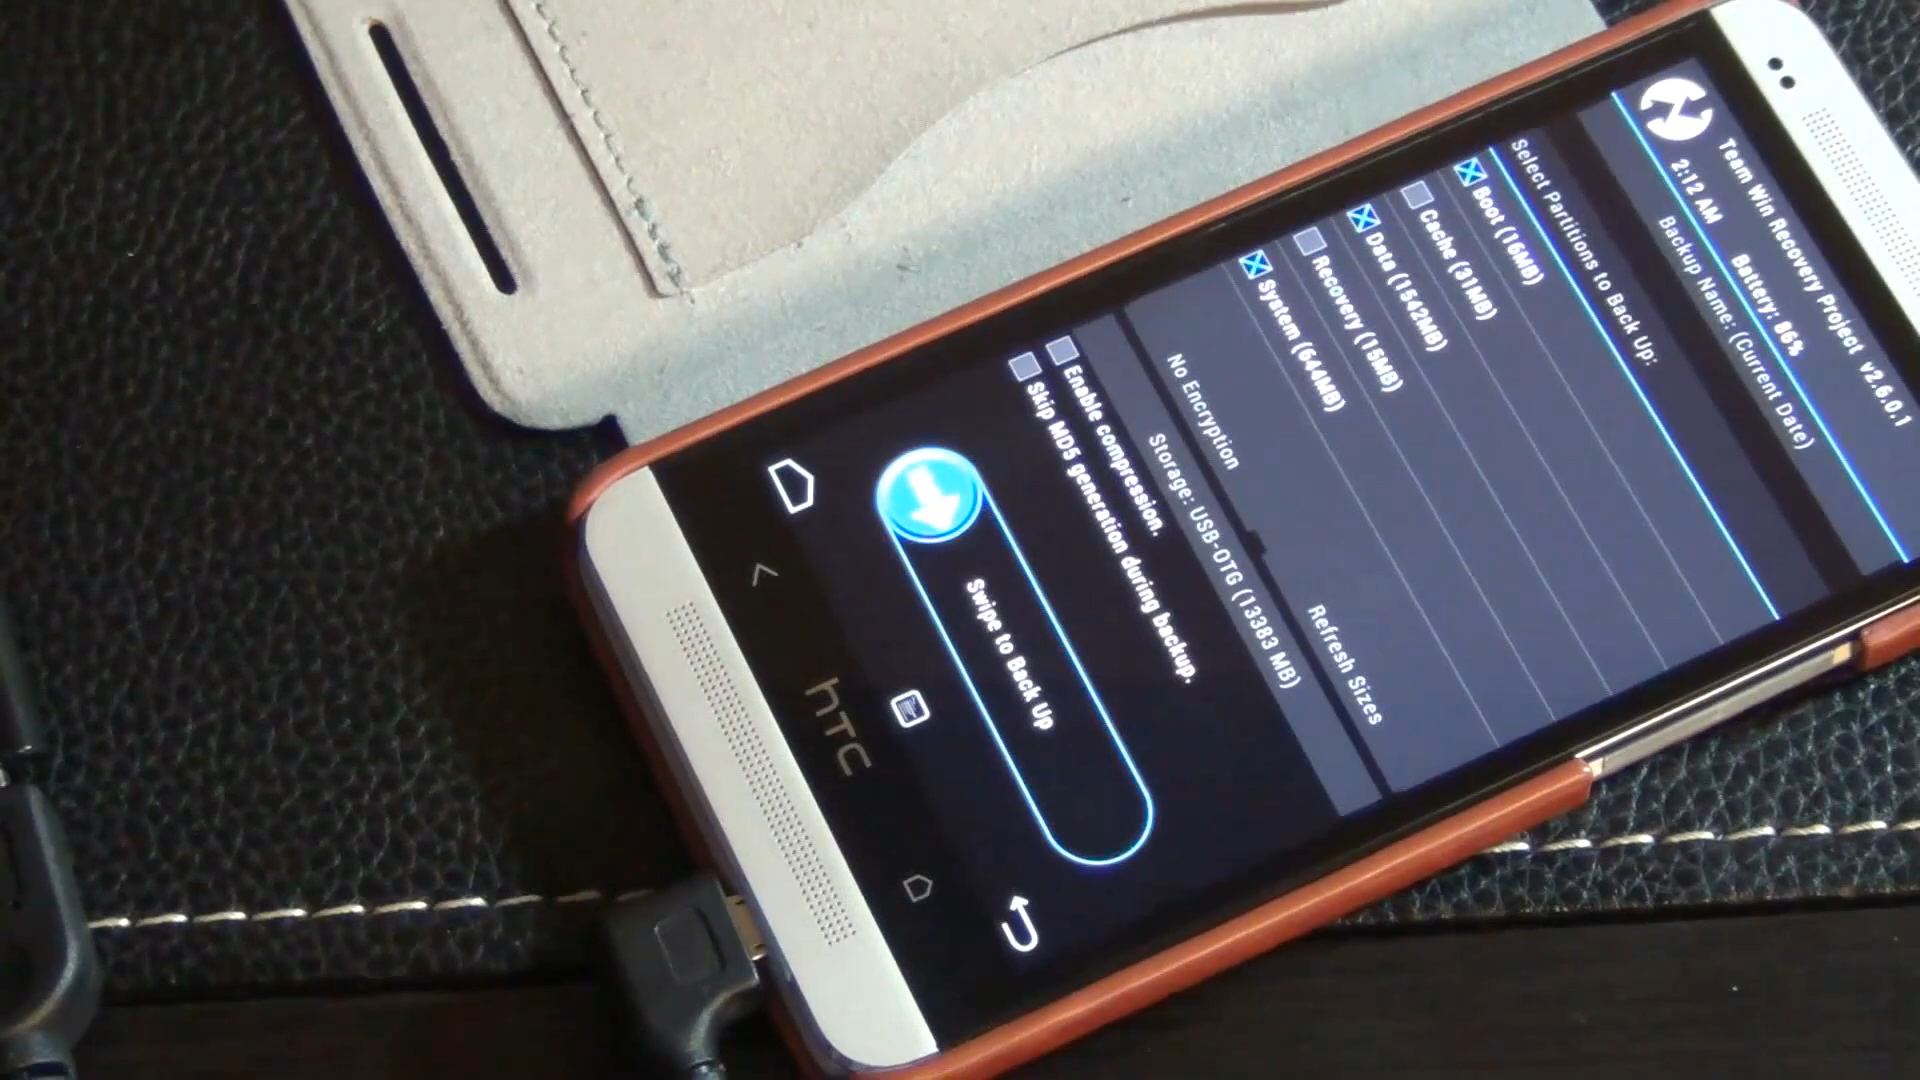 Team Win Recovery Project v2.6.0.1
2:12 AM Battery: 86%
Backup Name: (Current Date)
Select Partitions to Back Up:
Boot (16MB)
Cache (31MB)
Data (1542MB)
Recovery (15MB)
System (644MB)
Refresh Sizes
No Encryption
Storage: USB-OTG (13383 MB)
Enable compression.
Skip MD5 generation during backup.
Swipe to Back Up
hTC